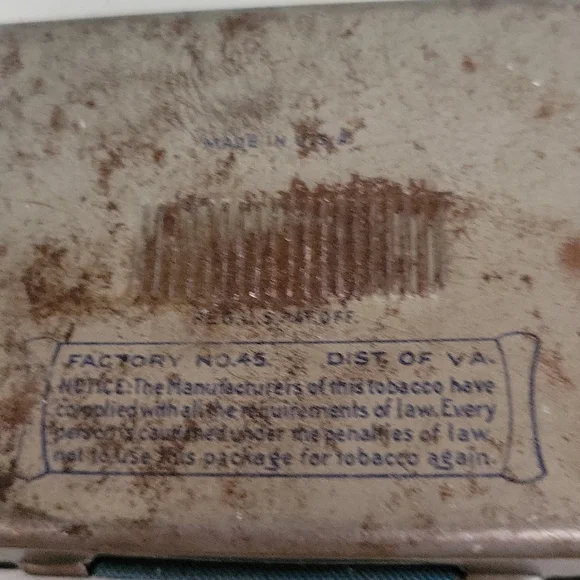 MADE IN U.S.A.
REG. U.S. PAT. OFF.
FACTORY NO.45. DIST. OF VA.
NOTICE: The Manufacturers of this tobacco have
complied with all the requirements of law. Every
person is cautioned under the penalties of law
not to use this package for tobacco again.